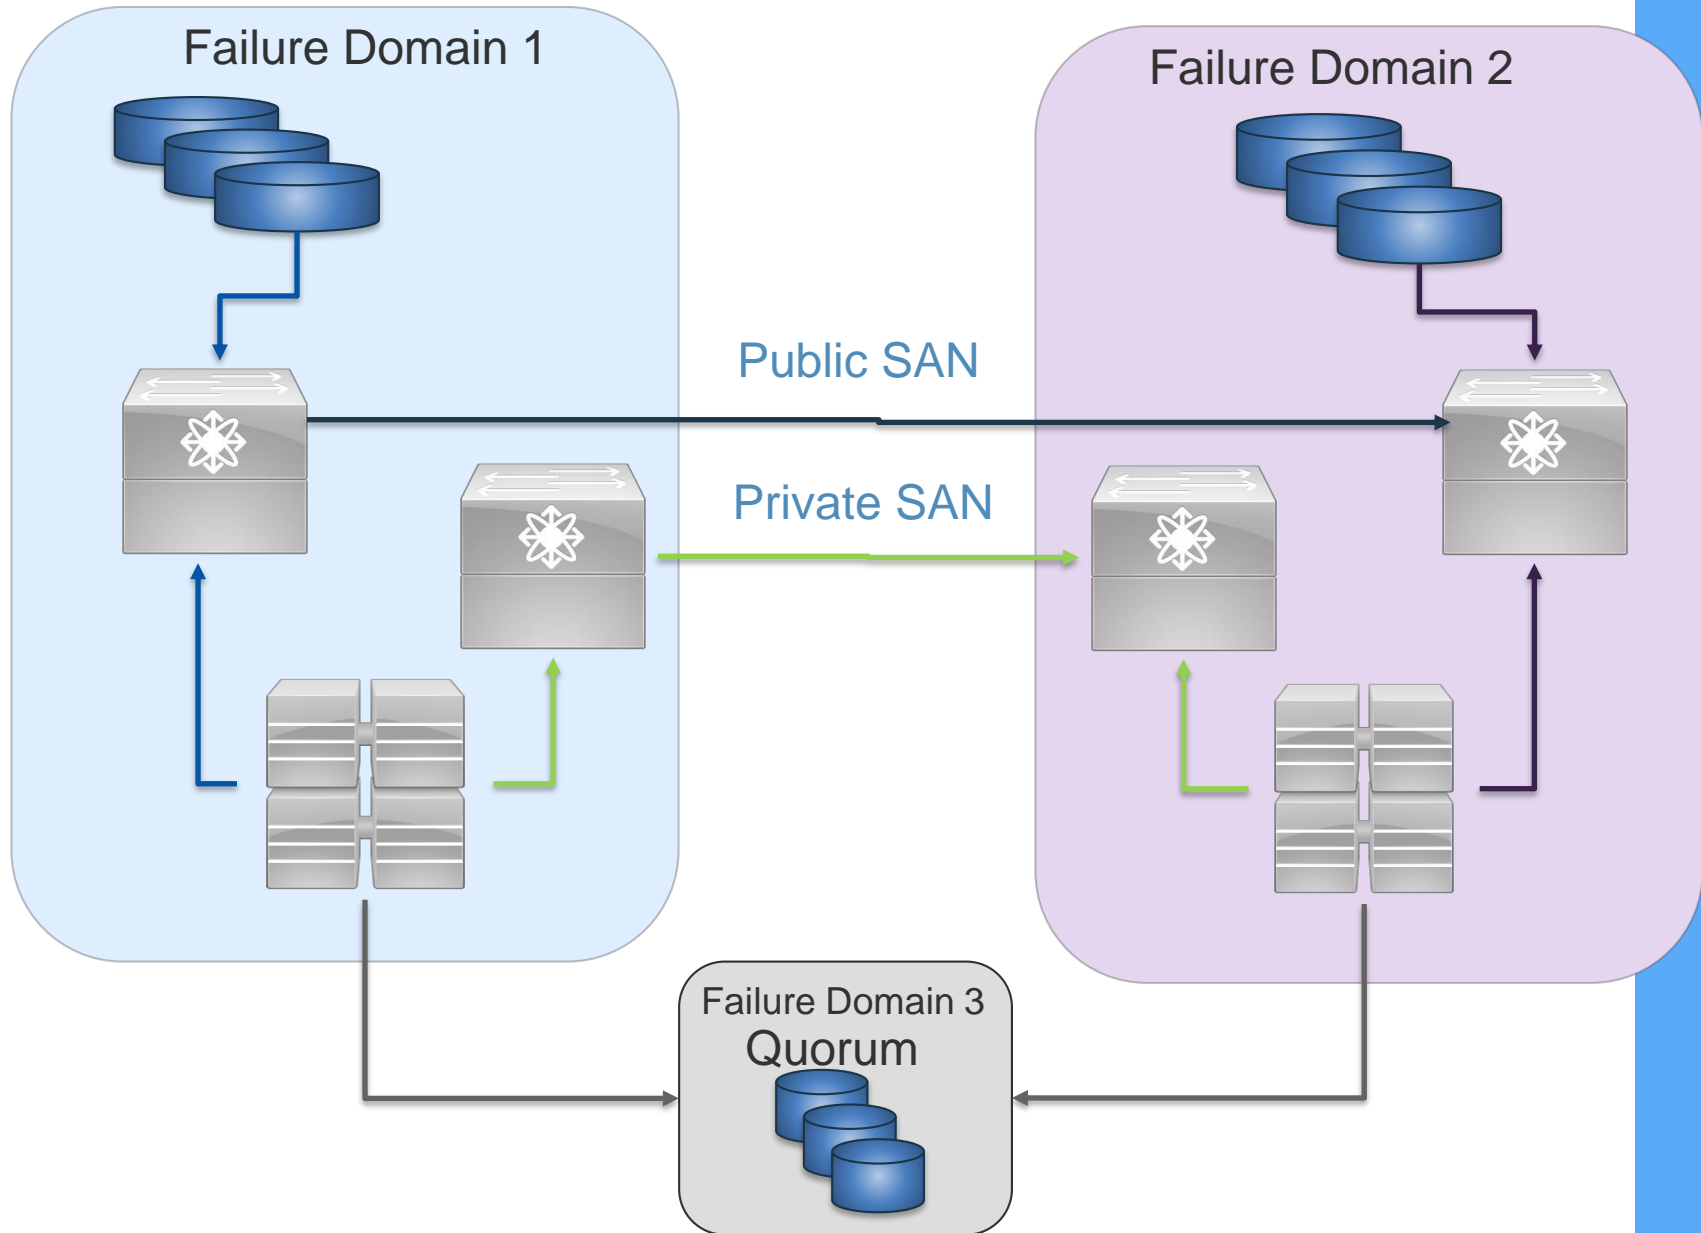 Failure Domain 1
Failure Domain 2
Public SAN
Private SAN
Failure Domain 3
Quorum